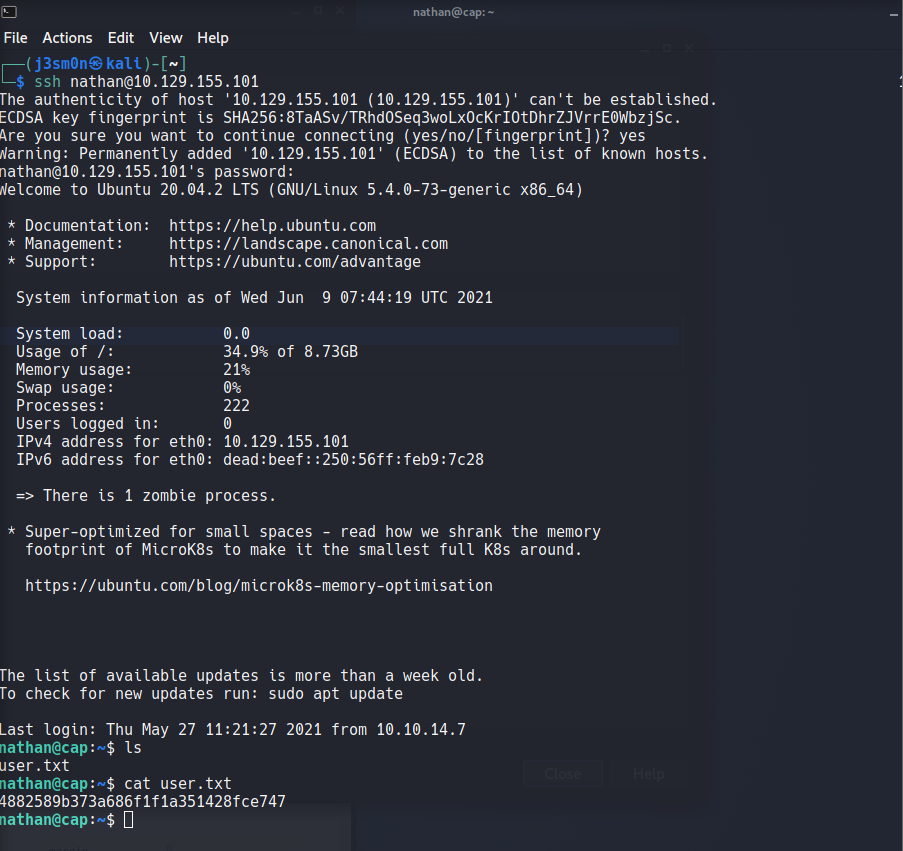 nathan@cap: ~
File Actions Edit View Help
┌──(j3sm0n㉿kali)-[~]
└─$ ssh nathan@10.129.155.101
The authenticity of host '10.129.155.101 (10.129.155.101)' can't be established.
ECDSA key fingerprint is SHA256:8TaASv/TRhdOSeq3woLxOcKrIOtDhrZJVrrE0WbzjSc.
Are you sure you want to continue connecting (yes/no/[fingerprint])? yes
Warning: Permanently added '10.129.155.101' (ECDSA) to the list of known hosts.
nathan@10.129.155.101's password:
Welcome to Ubuntu 20.04.2 LTS (GNU/Linux 5.4.0-73-generic x86_64)
* Documentation: https://help.ubuntu.com
* Management: https://landscape.canonical.com
* Support: https://ubuntu.com/advantage
System information as of Wed Jun 9 07:44:19 UTC 2021
System load: 0.0
Usage of /: 34.9% of 8.73GB
Memory usage: 21%
Swap usage: 0%
Processes: 222
Users logged in: 0
IPv4 address for eth0: 10.129.155.101
IPv6 address for eth0: dead:beef::250:56ff:feb9:7c28
=> There is 1 zombie process.
* Super-optimized for small spaces - read how we shrank the memory
footprint of MicroK8s to make it the smallest full K8s around.
https://ubuntu.com/blog/microk8s-memory-optimisation
The list of available updates is more than a week old.
To check for new updates run: sudo apt update
Last login: Thu May 27 11:21:27 2021 from 10.10.14.7
nathan@cap:~$ ls
user.txt
Close Help
nathan@cap:~$ cat user.txt
4882589b373a686f1f1a351428fce747
nathan@cap:~$